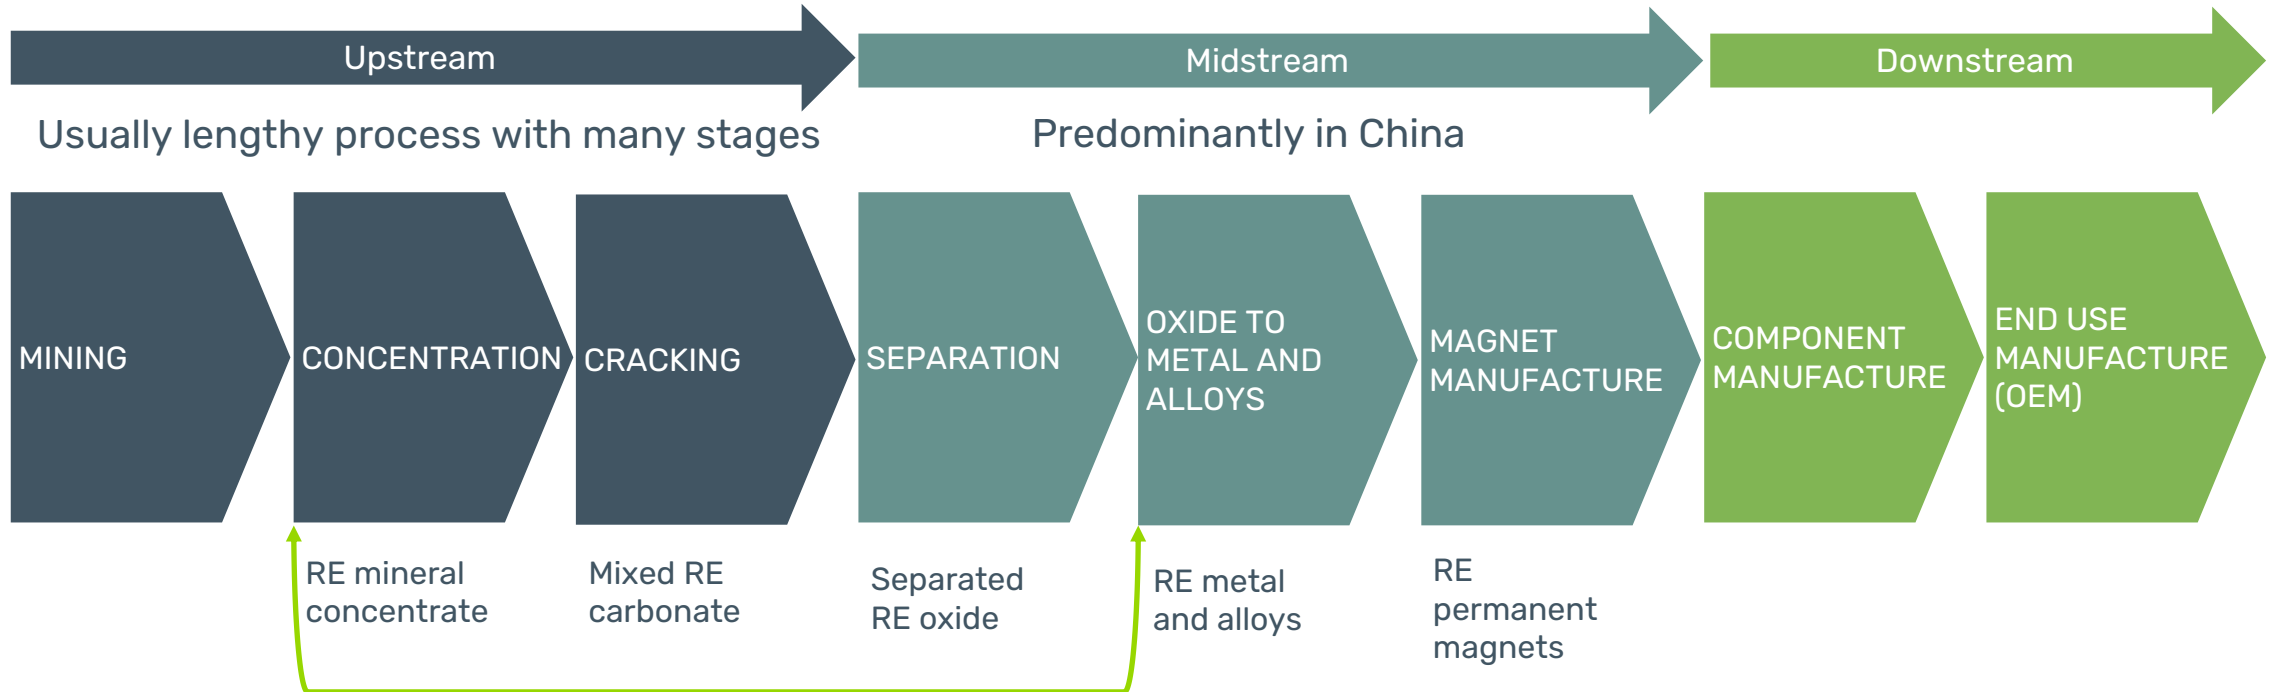 Upstream
Midstream
Downstream
Usually lengthy process with many stages
Predominantly in China
MINING
CONCENTRATION
CRACKING
SEPARATION
OXIDE TO
METAL AND
ALLOYS
MAGNET
MANUFACTURE
COMPONENT
MANUFACTURE
END USE
MANUFACTURE
(OEM)
RE mineral
concentrate
Mixed RE
carbonate
Separated
RE oxide
RE metal
and alloys
RE
permanent
magnets